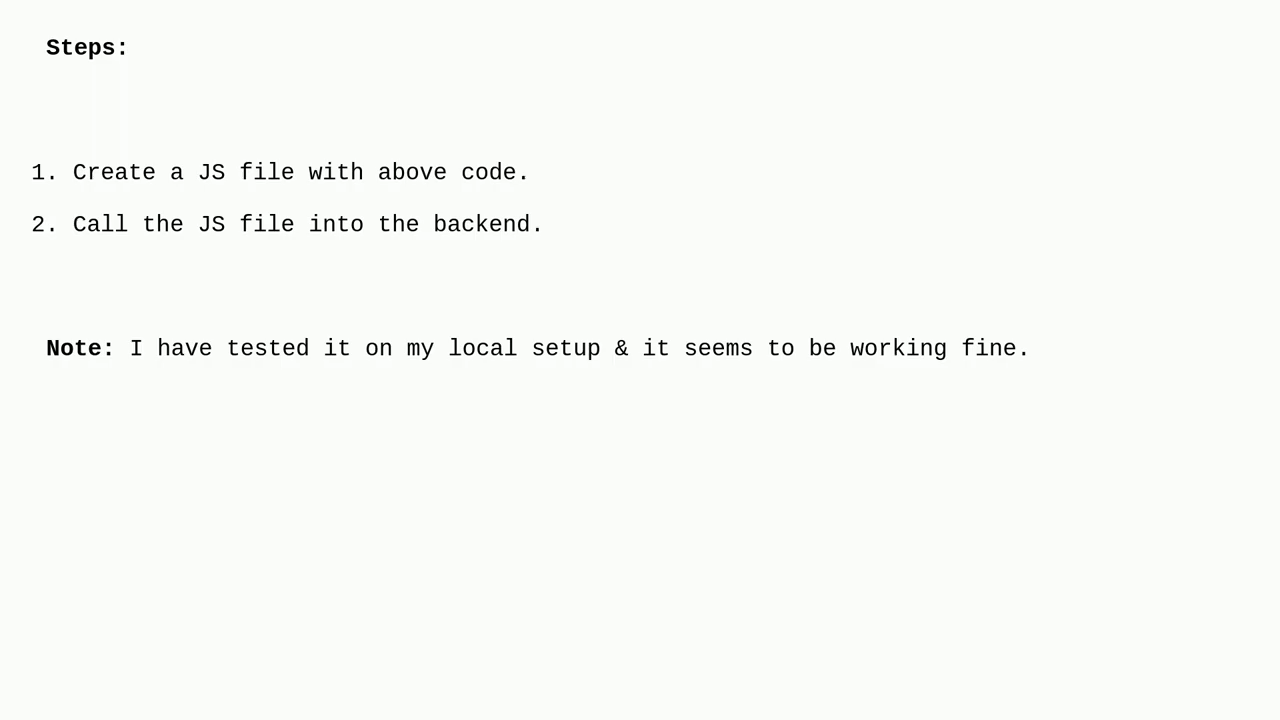 Steps:
1. Create a JS file with above code.
2. Call the JS file into the backend.
Note: I have tested it on my local setup & it seems to be working fine.